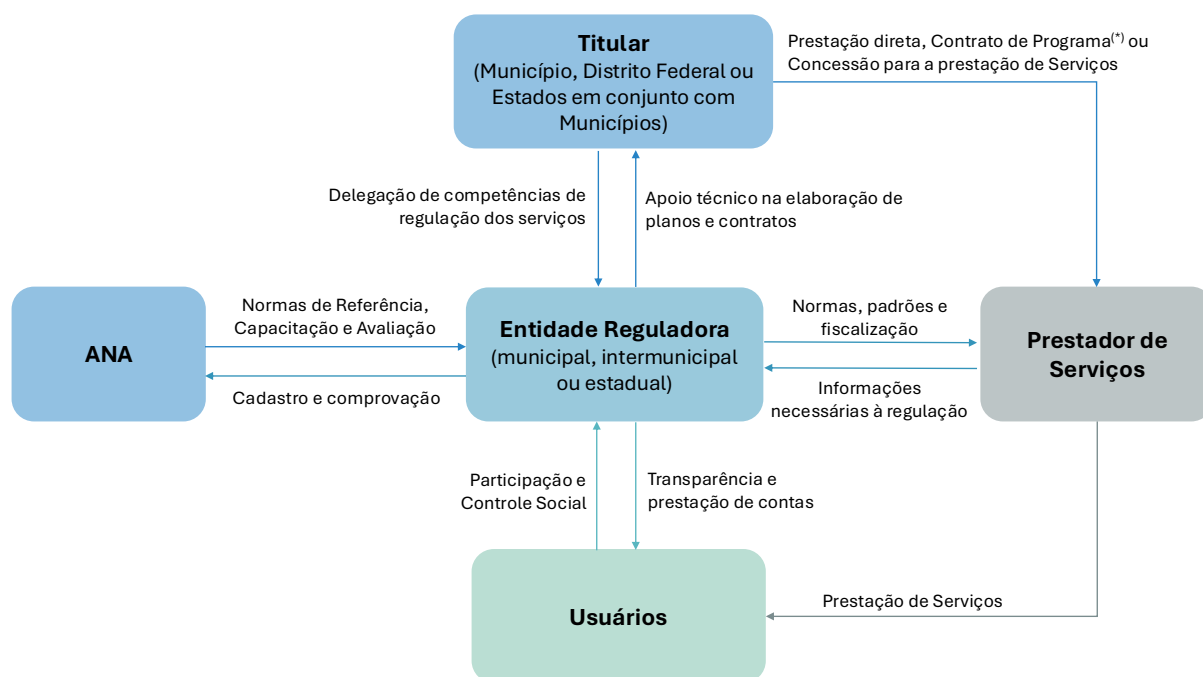 Titular
(Município, Distrito Federal ou
Estados em conjunto com
Municípios)
Prestação direta, Contrato de Programa(*) ou
Concessão para a prestação de Serviços
Delegação de competências de
regulação dos serviços
Apoio técnico na elaboração de
planos e contratos
ANA
Normas de Referência,
Capacitação e Avaliação
Cadastro e comprovação
Entidade Reguladora
(municipal, intermunicipal
ou estadual)
Normas, padrões e
fiscalização
Informações
necessárias à regulação
Prestador de
Serviços
Participação e
Controle Social
Transparência e
prestação de contas
Usuários
Prestação de Serviços